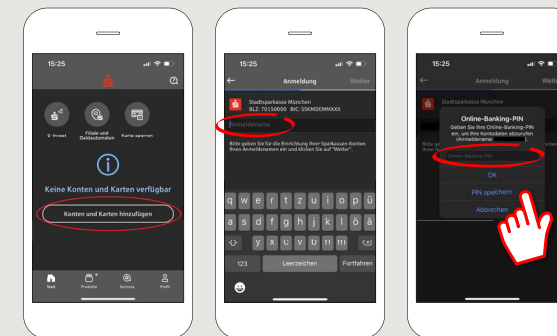 15:25
S-Invest
Filiale und
Geldautomaten
Karte sperren
Keine Konten und Karten verfügbar
Konten und Karten hinzufügen
Start
Produkte
Services
Profil
15:25
Anmeldung
Weiter
Stadtsparkasse München
BLZ: 70150000 BIC: SSKMDEMMXXX
Anmeldename
Bitte geben Sie für die Einrichtung Ihrer Sparkassen-Konten
Ihren Anmeldenamen ein und klicken Sie auf "Weiter".
q w e r t z u i o p ü
a s d f g h j k l ö ä
y x c v b n m
123
Leerzeichen
Fortfahren
15:25
Anmeldung
Stadtsparkasse München
Online-Banking-PIN
Geben Sie Ihre Online-Banking-PIN
ein, um Ihre Kontodaten abzurufen
(Anmeldename:
Online-Banking-PIN
OK
PIN speichern
Abbrechen